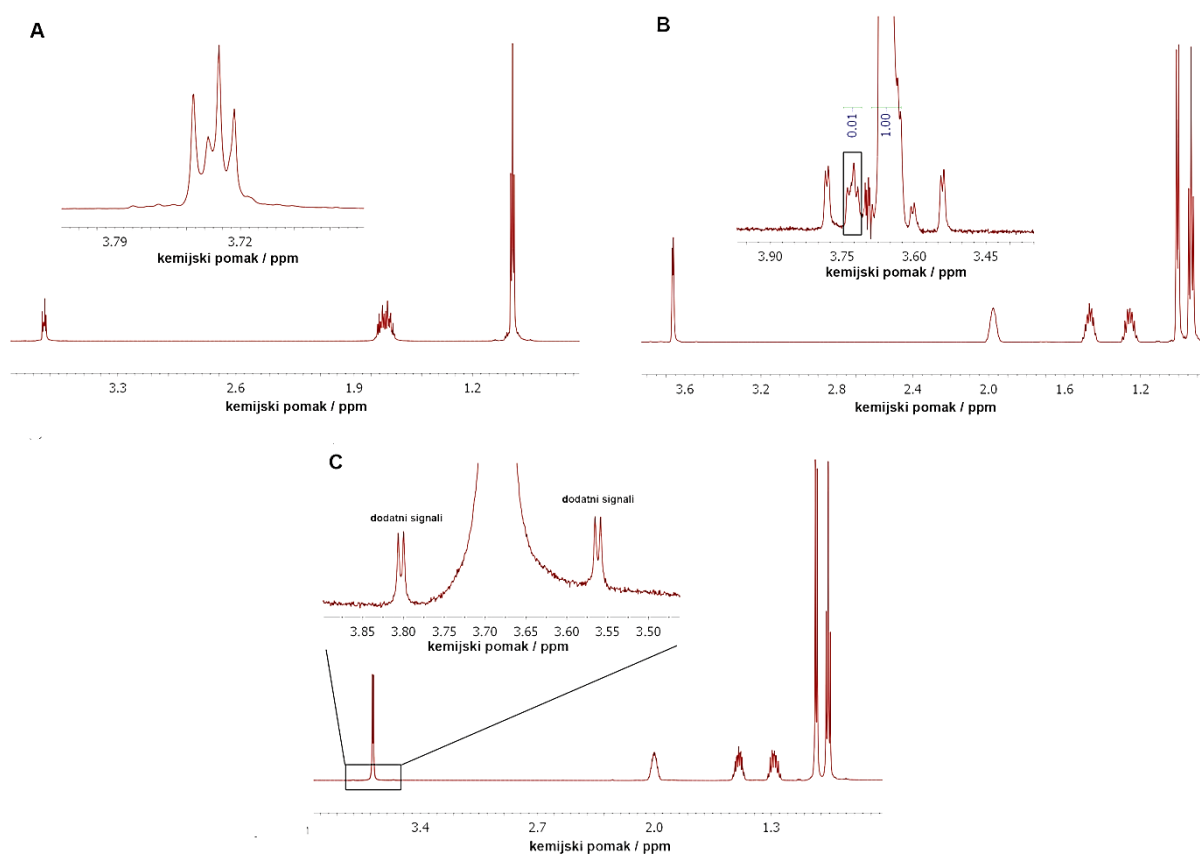 A
3.79 3.72
kemijski pomak / ppm
3.3 2.6 1.9 1.2
kemijski pomak / ppm
B
0.01 1.00
3.90 3.75 3.60 3.45
kemijski pomak / ppm
3.6 3.2 2.8 2.4 2.0 1.6 1.2
kemijski pomak / ppm
C
dodatni signali
dodatni signali
3.85 3.80 3.75 3.70 3.65 3.60 3.55 3.50
kemijski pomak / ppm
3.4 2.7 2.0 1.3
kemijski pomak / ppm